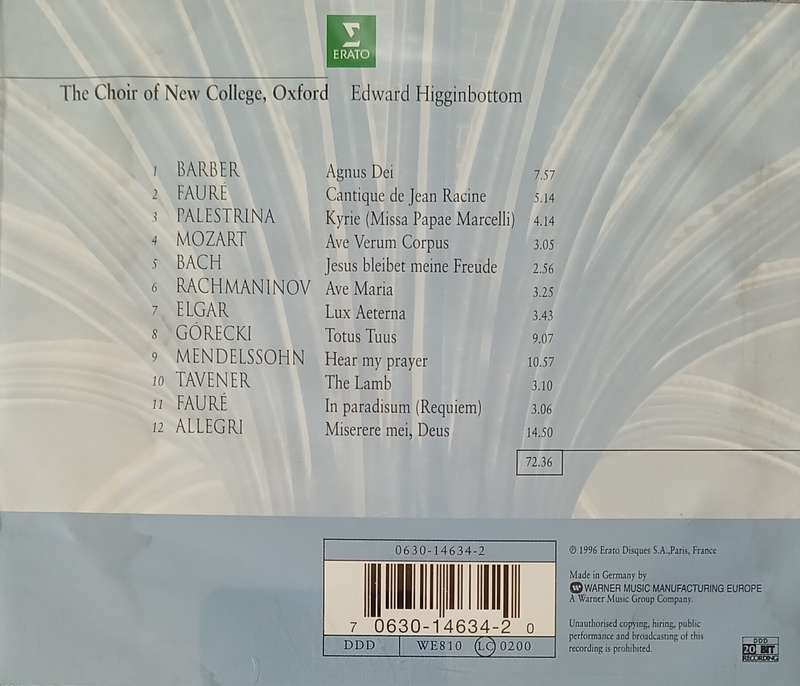 ERATO
The Choir of New College, Oxford Edward Higginbottom
1 BARBER Agnus Dei 7.57
2 FAURÉ Cantique de Jean Racine 5.14
3 PALESTRINA Kyrie (Missa Papae Marcelli) 4.14
4 MOZART Ave Verum Corpus 3.05
5 BACH Jesus bleibet meine Freude 2.56
6 RACHMANINOV Ave Maria 3.25
7 ELGAR Lux Aeterna 3.43
8 GÓRECKI Totus Tuus 9.07
9 MENDELSSOHN Hear my prayer 10.57
10 TAVENER The Lamb 3.10
11 FAURÉ In paradisum (Requiem) 3.06
12 ALLEGRI Miserere mei, Deus 14.50
72.36
0630-14634-2
7 0630-14634-2 0
DDD WE810 LC 0200
℗ 1996 Erato Disques S.A.,Paris, France
Made in Germany by
WARNER MUSIC MANUFACTURING EUROPE
A Warner Music Group Company.
Unauthorised copying, hiring, public
performance and broadcasting of this
recording is prohibited.
DDD
20 BIT
RECORDING